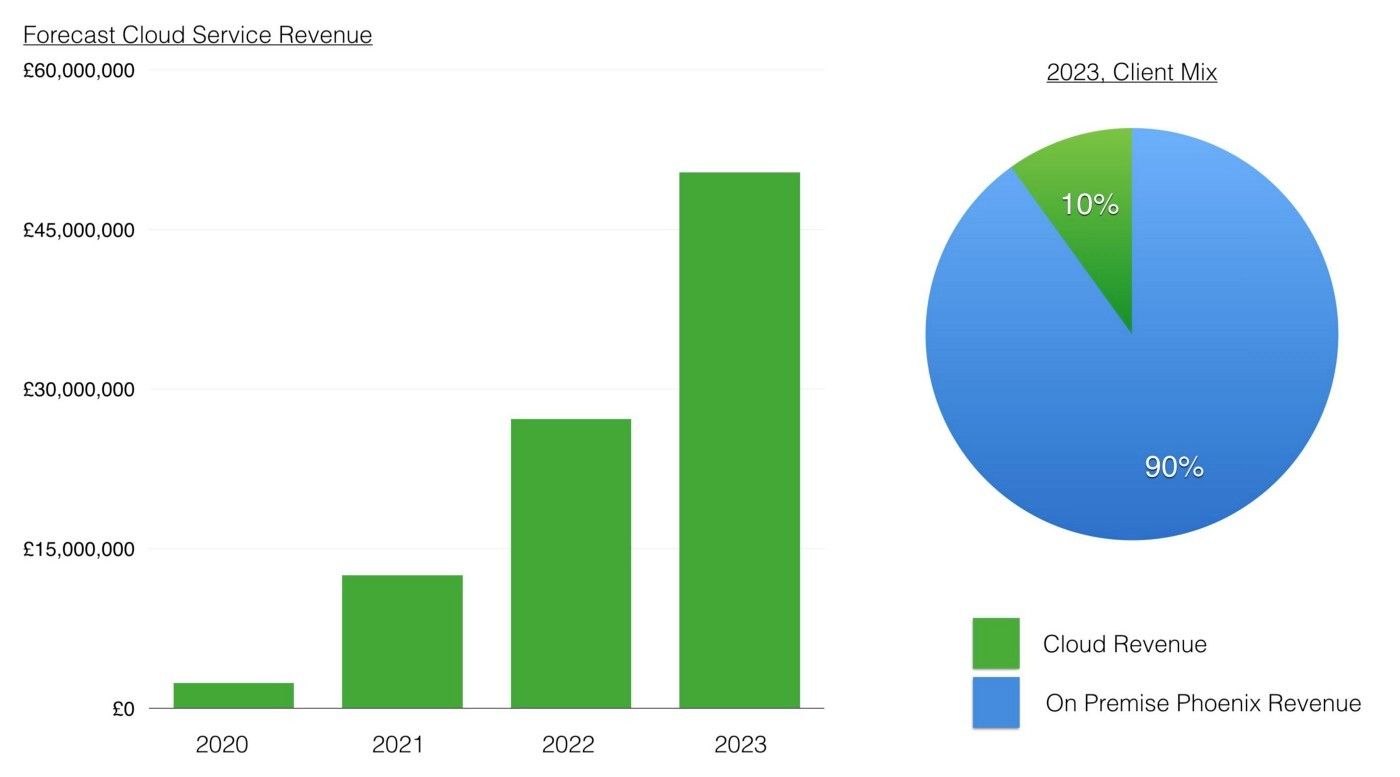 Forecast Cloud Service Revenue
£60,000,000
£45,000,000
£30,000,000
£15,000,000
£0
2020 2021 2022 2023
2023, Client Mix
10%
90%
Cloud Revenue
On Premise Phoenix Revenue